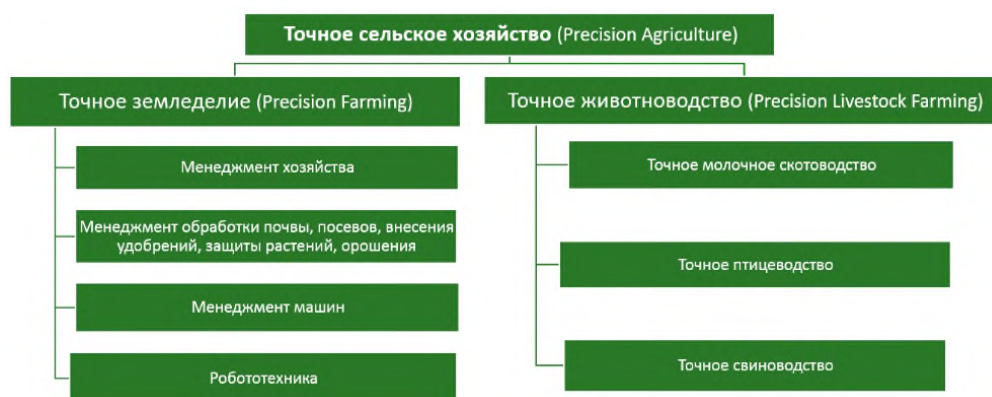 Точное сельское хозяйство (Precision Agriculture)
Точное земледелие (Precision Farming)
Менеджмент хозяйства
Менеджмент обработки почвы, посевов, внесения
удобрений, защиты растений, орошения
Менеджмент машин
Робототехника
Точное животноводство (Precision Livestock Farming)
Точное молочное скотоводство
Точное птицеводство
Точное свиноводство